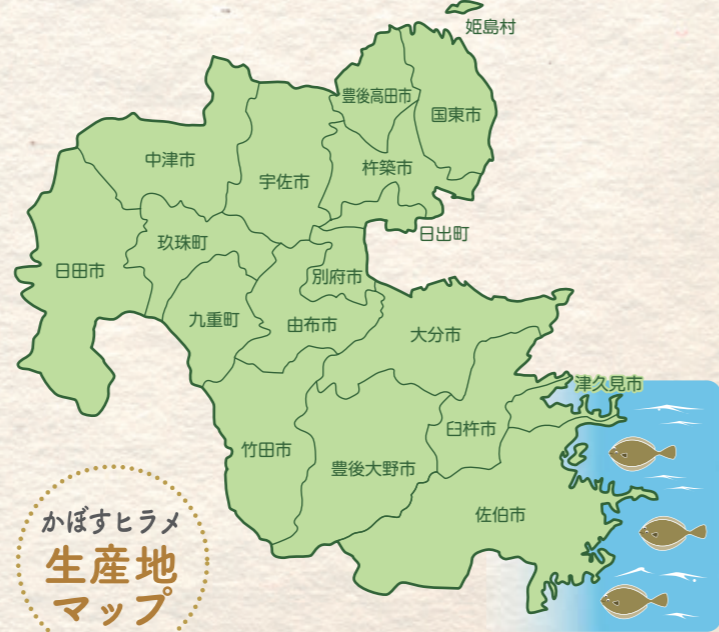 姫島村
豊後高田市
国東市
中津市
杵築市
宇佐市
日出町
玖珠町
日田市
別府市
九重町
由布市
大分市
津久見市
臼杵市
竹田市
豊後大野市
佐伯市
かぼすヒラメ
生産地
マップ